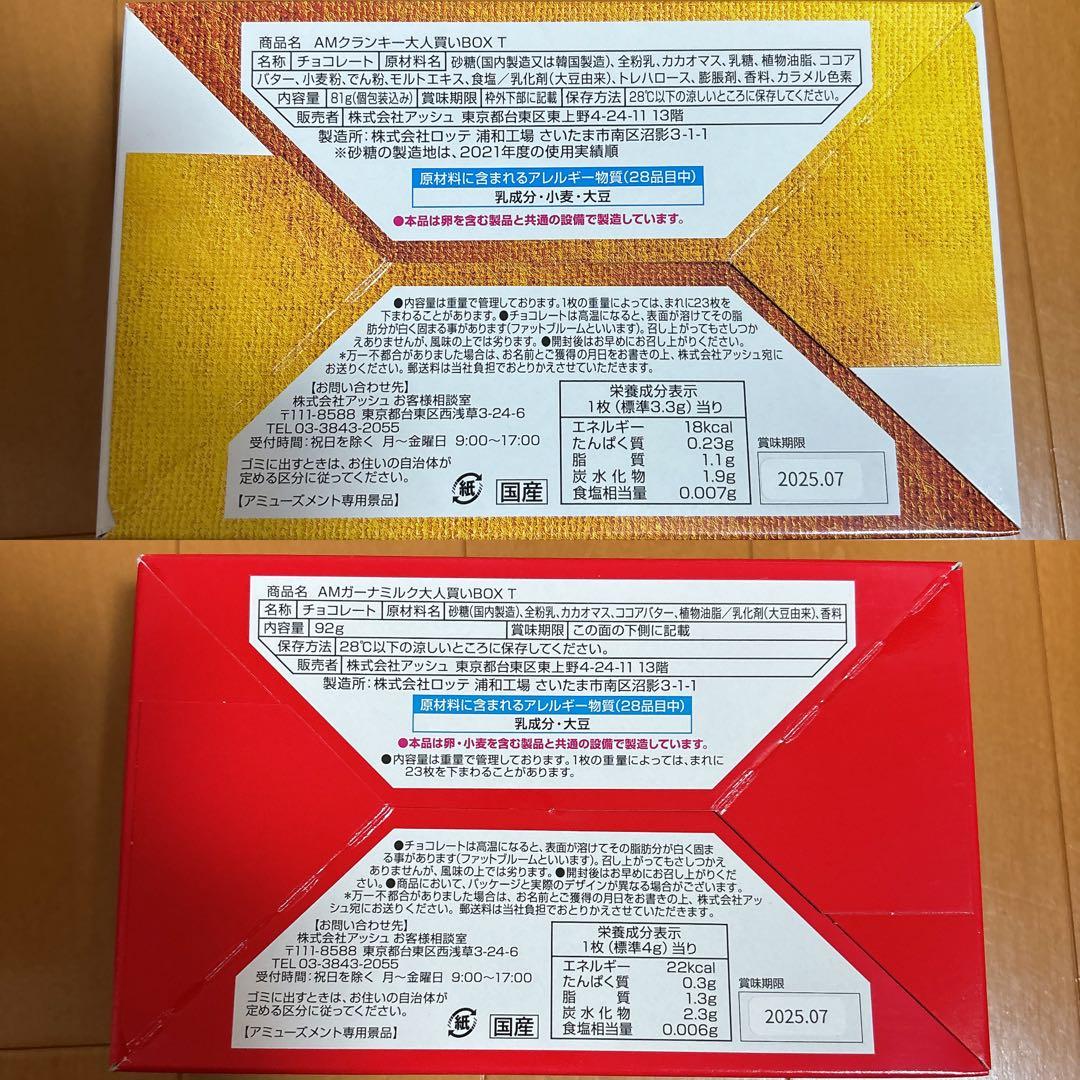 商品名 AMクランキー大人買いBOX T
名称 チョコレート 原材料名 砂糖(国内製造又は韓国製造)、全粉乳、カカオマス、乳糖、植物油脂、ココア
バター、小麦粉、でん粉、モルトエキス、食塩／乳化剤(大豆由来)、トレハロース、膨脹剤、香料、カラメル色素
内容量 81g(個包装込み) 賞味期限 枠外下部に記載 保存方法 28℃以下の涼しいところに保存してください。
販売者 株式会社アッシュ 東京都台東区東上野4-24-11 13階
製造所：株式会社ロッテ 浦和工場 さいたま市南区沼影3-1-1
※砂糖の製造地は、2021年度の使用実績順
原材料に含まれるアレルギー物質(28品目中)
乳成分・小麦・大豆
●本品は卵を含む製品と共通の設備で製造しています。
●内容量は重量で管理しております。1枚の重量によっては、まれに23枚を
下まわることがあります。●チョコレートは高温になると、表面が溶けてその脂
肪分が白く固まる事があります(ファットブルームといいます)。召し上がってもさしつか
えありませんが、風味の上では劣ります。●開封後はお早めにお召し上がりください。
*万一不都合がありました場合は、お名前とご獲得の月日をお書きの上、株式会社アッシュ宛に
お送りください。郵送料は当社負担でおとりかえさせていただきます。
【お問い合わせ先】
株式会社アッシュ お客様相談室
〒111-8588 東京都台東区西浅草3-24-6
TEL 03-3843-2055
受付時間：祝日を除く 月〜金曜日 9:00〜17:00
ゴミに出すときは、お住いの自治体が
定める区分に従ってください。
【アミューズメント専用景品】
紙
国産
栄養成分表示
1枚(標準3.3g)当り
エネルギー 18kcal
たんぱく質 0.23g
脂質 1.1g
炭水化物 1.9g
食塩相当量 0.007g
賞味期限
2025.07
商品名 AMガーナミルク大人買いBOX T
名称 チョコレート 原材料名 砂糖(国内製造)、全粉乳、カカオマス、ココアバター、植物油脂／乳化剤(大豆由来)、香料
内容量 92g 賞味期限 この面の下側に記載
保存方法 28℃以下の涼しいところに保存してください。
販売者 株式会社アッシュ 東京都台東区東上野4-24-11 13階
製造所：株式会社ロッテ 浦和工場 さいたま市南区沼影3-1-1
原材料に含まれるアレルギー物質(28品目中)
乳成分・大豆
●本品は卵・小麦を含む製品と共通の設備で製造しています。
●内容量は重量で管理しております。1枚の重量によっては、まれに
23枚を下まわることがあります。
●チョコレートは高温になると、表面が溶けてその脂肪分が白く固ま
る事があります(ファットブルームといいます)。召し上がってもさしつかえ
ありませんが、風味の上では劣ります。●開封後はお早めにお召し上がりくだ
さい。●商品において、パッケージと実際のデザインが異なる場合がございます。
*万一不都合がありました場合は、お名前とご獲得の月日をお書きの上、株式会社アッ
シュ宛にお送りください。郵送料は当社負担でおとりかえさせていただきます。
【お問い合わせ先】
株式会社アッシュ お客様相談室
〒111-8588 東京都台東区西浅草3-24-6
TEL 03-3843-2055
受付時間：祝日を除く 月〜金曜日 9:00〜17:00
ゴミに出すときは、お住いの自治体が
定める区分に従ってください。
【アミューズメント専用景品】
紙
国産
栄養成分表示
1枚(標準4g)当り
エネルギー 22kcal
たんぱく質 0.3g
脂質 1.3g
炭水化物 2.3g
食塩相当量 0.006g
賞味期限
2025.07